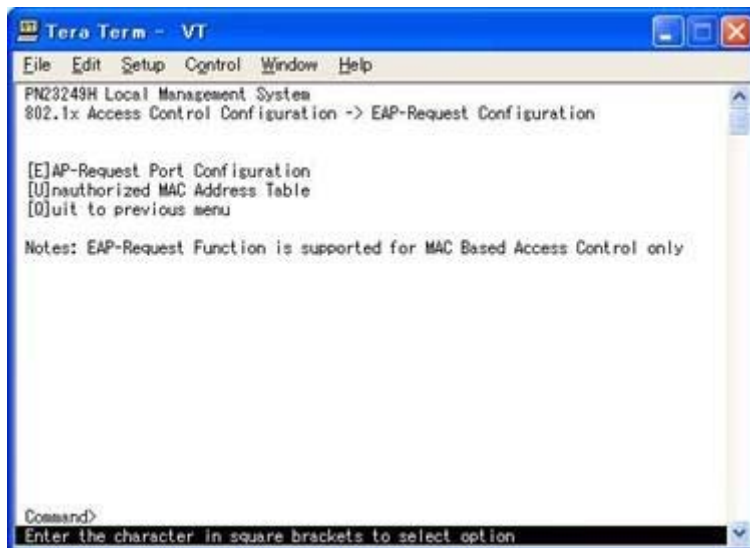 Tera Term - VT
File Edit Setup Control Window Help
PN23249H Local Management System
802.1x Access Control Configuration -> EAP-Request Configuration
[E]AP-Request Port Configuration
[U]nauthorized MAC Address Table
[Q]uit to previous menu
Notes: EAP-Request Function is supported for MAC Based Access Control only
Command>
Enter the character in square brackets to select option